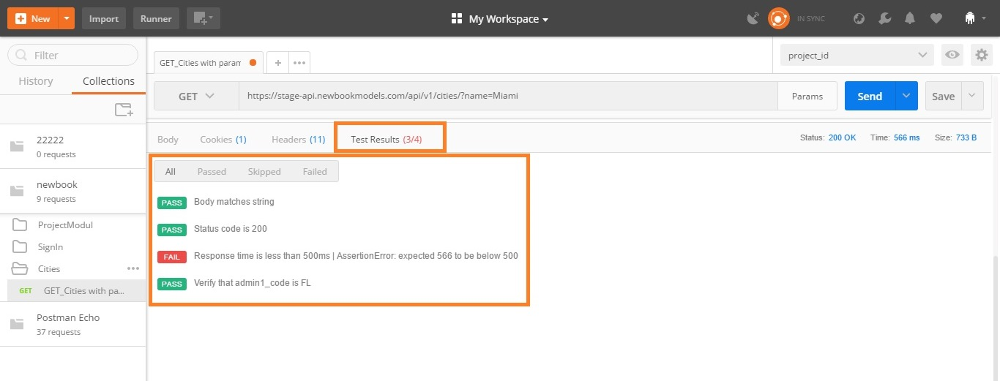 New
Import
Runner
My Workspace
IN SYNC
Filter
History
Collections
22222
0 requests
newbook
9 requests
ProjectModul
SignIn
Cities
GET GET_Cities with pa...
Postman Echo
37 requests
GET_Cities with param
project_id
GET
https://stage-api.newbookmodels.com/api/v1/cities/?name=Miami
Params
Send
Save
Body
Cookies (1)
Headers (11)
Test Results (3/4)
Status: 200 OK
Time: 566 ms
Size: 733 B
All
Passed
Skipped
Failed
PASS Body matches string
PASS Status code is 200
FAIL Response time is less than 500ms | AssertionError: expected 566 to be below 500
PASS Verify that admin1_code is FL